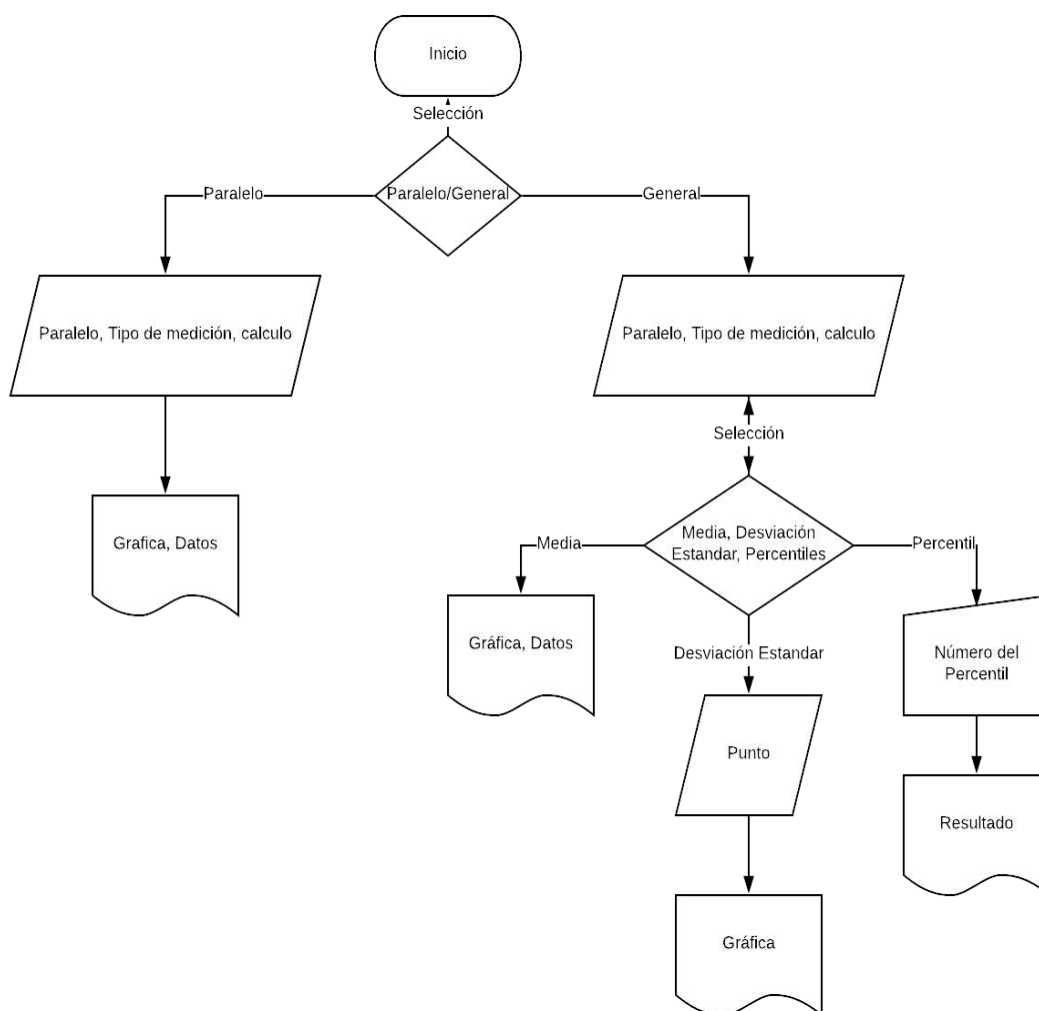 Inicio
Selección
Paralelo
Paralelo/General
General
Paralelo, Tipo de medición, calculo
Paralelo, Tipo de medición, calculo
Selección
Grafica, Datos
Media
Media, Desviación
Estandar, Percentiles
Percentil
Gráfica, Datos
Desviación Estandar
Número del
Percentil
Punto
Resultado
Gráfica